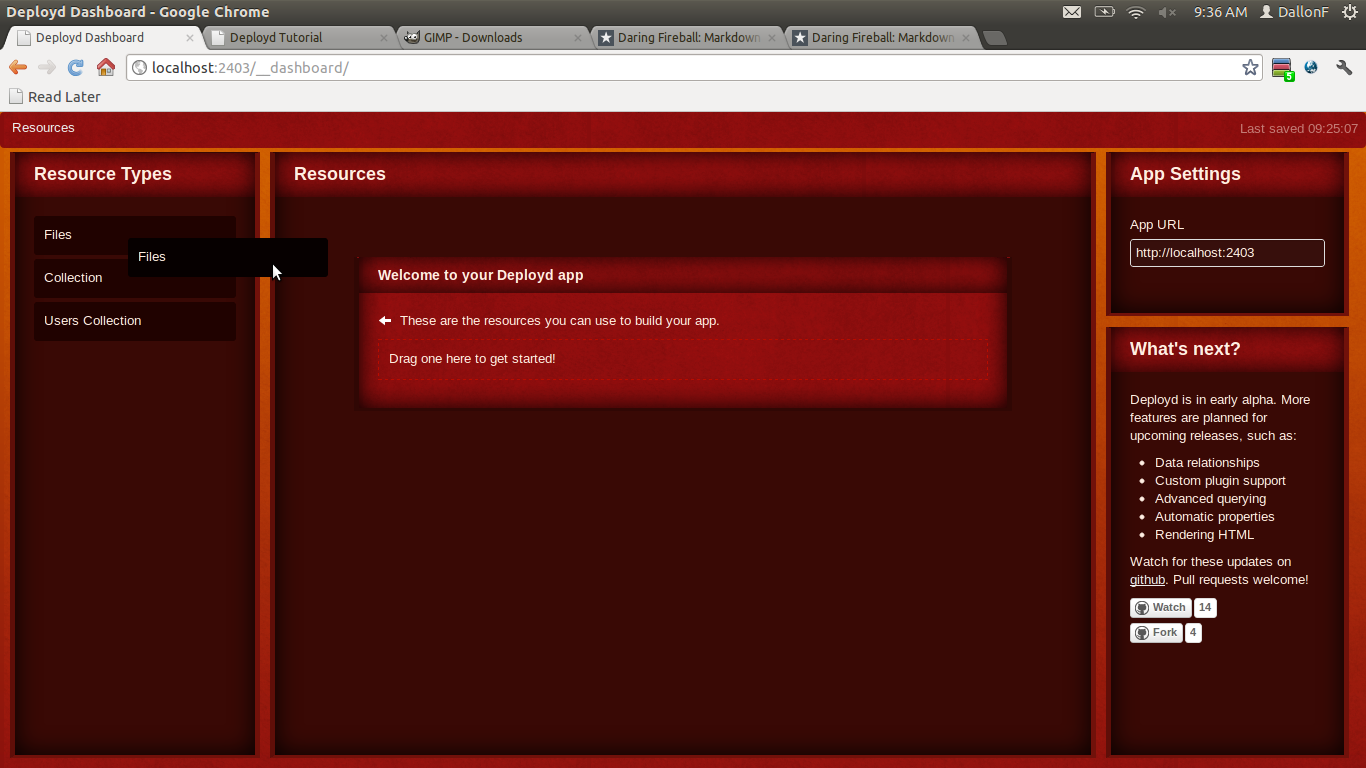 Deployd Dashboard - Google Chrome
9:36 AM DallonF
Deployd Dashboard
Deployd Tutorial
GIMP - Downloads
Daring Fireball: Markdown
Daring Fireball: Markdown
localhost:2403/__dashboard/
5
Read Later
Resources
Last saved 09:25:07
Resource Types
Files
Files
Collection
Users Collection
Resources
Welcome to your Deployd app
These are the resources you can use to build your app.
Drag one here to get started!
App Settings
App URL
http://localhost:2403
What's next?
Deployd is in early alpha. More
features are planned for
upcoming releases, such as:
• Data relationships
• Custom plugin support
• Advanced querying
• Automatic properties
• Rendering HTML
Watch for these updates on
github. Pull requests welcome!
Watch 14
Fork 4